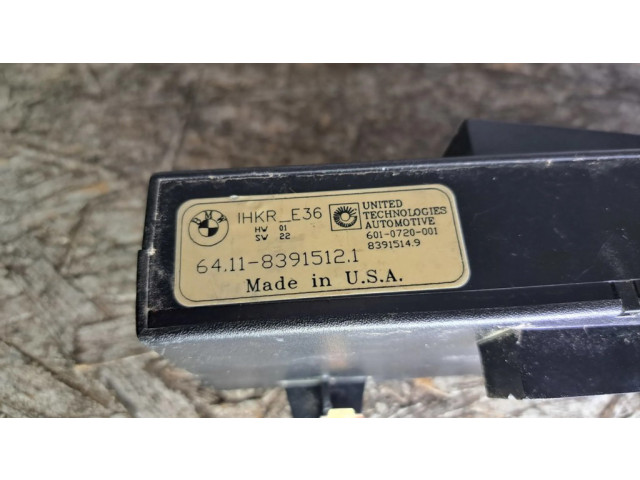 BMW
IHKR_E36
HW 01
SW 22
UNITED
TECHNOLOGIES
AUTOMOTIVE
601-0720-001
8391514.9
64.11-8391512.1
Made in U.S.A.